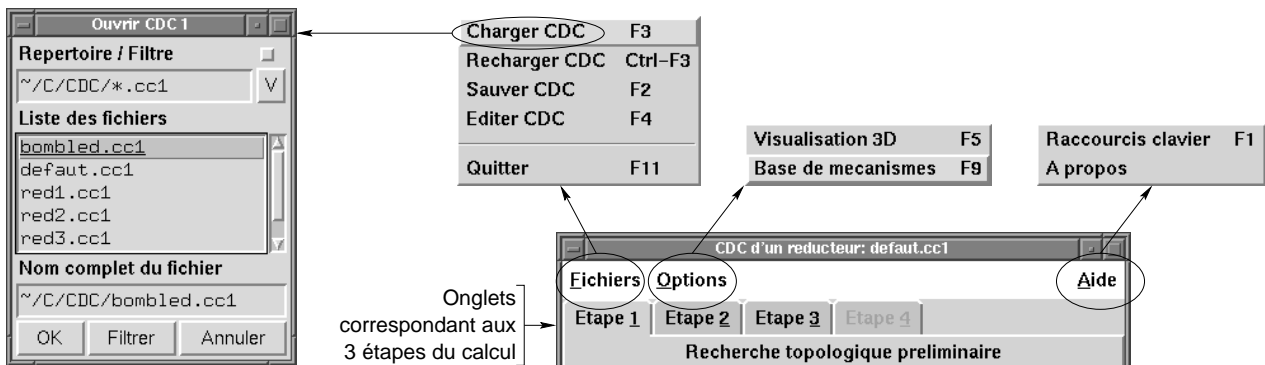 Ouvrir CDC 1
Repertoire / Filtre
~/C/CDC/*.cc1
V
Liste des fichiers
bombled.cc1
defaut.cc1
red1.cc1
red2.cc1
red3.cc1
Nom complet du fichier
~/C/CDC/bombled.cc1
OK Filtrer Annuler
Charger CDC F3
Recharger CDC Ctrl-F3
Sauver CDC F2
Editer CDC F4
Quitter F11
Visualisation 3D F5
Base de mecanismes F9
Raccourcis clavier F1
A propos
CDC d'un reducteur: defaut.cc1
Fichiers Options Aide
Onglets
correspondant aux
3 étapes du calcul
Etape 1 Etape 2 Etape 3 Etape 4
Recherche topologique preliminaire